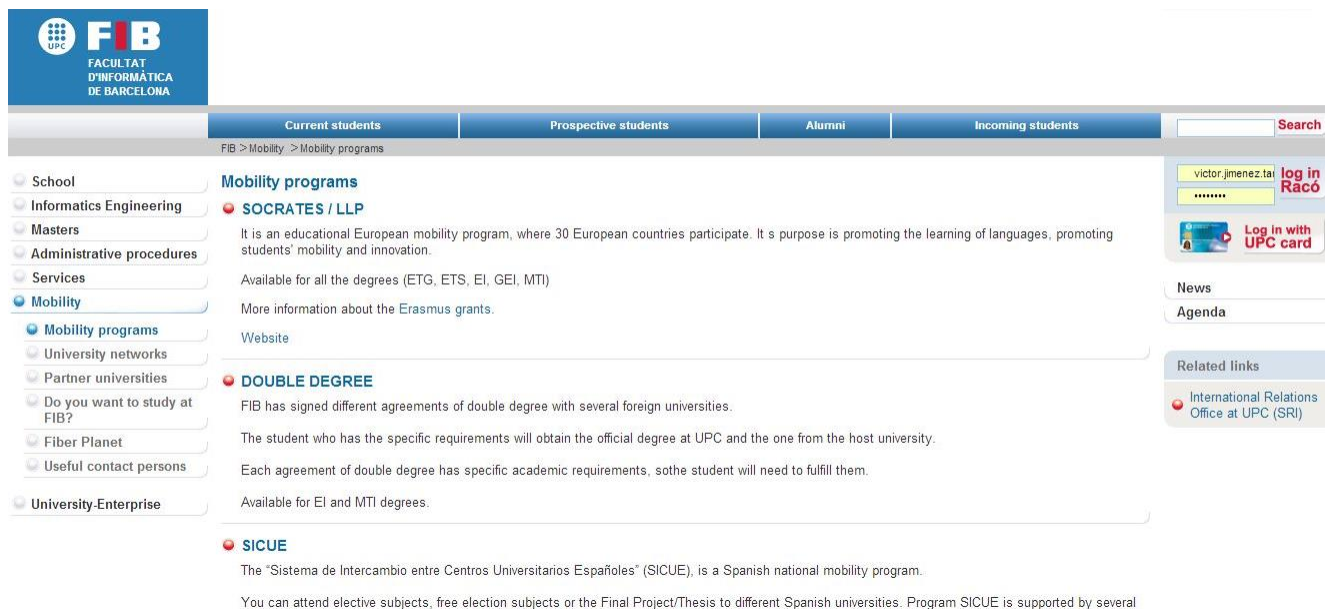 UPC
FIB
FACULTAT
D'INFORMÀTICA
DE BARCELONA
Current students
Prospective students
Alumni
Incoming students
Search
FIB > Mobility > Mobility programs
School
Informatics Engineering
Masters
Administrative procedures
Services
Mobility
Mobility programs
University networks
Partner universities
Do you want to study at
FIB?
Fiber Planet
Useful contact persons
University-Enterprise
Mobility programs
SOCRATES / LLP
It is an educational European mobility program, where 30 European countries participate. It s purpose is promoting the learning of languages, promoting
students' mobility and innovation.
Available for all the degrees (ETG, ETS, EI, GEI, MTI)
More information about the Erasmus grants.
Website
DOUBLE DEGREE
FIB has signed different agreements of double degree with several foreign universities.
The student who has the specific requirements will obtain the official degree at UPC and the one from the host university.
Each agreement of double degree has specific academic requirements, sothe student will need to fulfill them.
Available for EI and MTI degrees.
SICUE
The “Sistema de Intercambio entre Centros Universitarios Españoles” (SICUE), is a Spanish national mobility program.
You can attend elective subjects, free election subjects or the Final Project/Thesis to different Spanish universities. Program SICUE is supported by several
victor.jimenez.tar
••••••••
log in
Racó
Log in with
UPC card
News
Agenda
Related links
International Relations
Office at UPC (SRI)